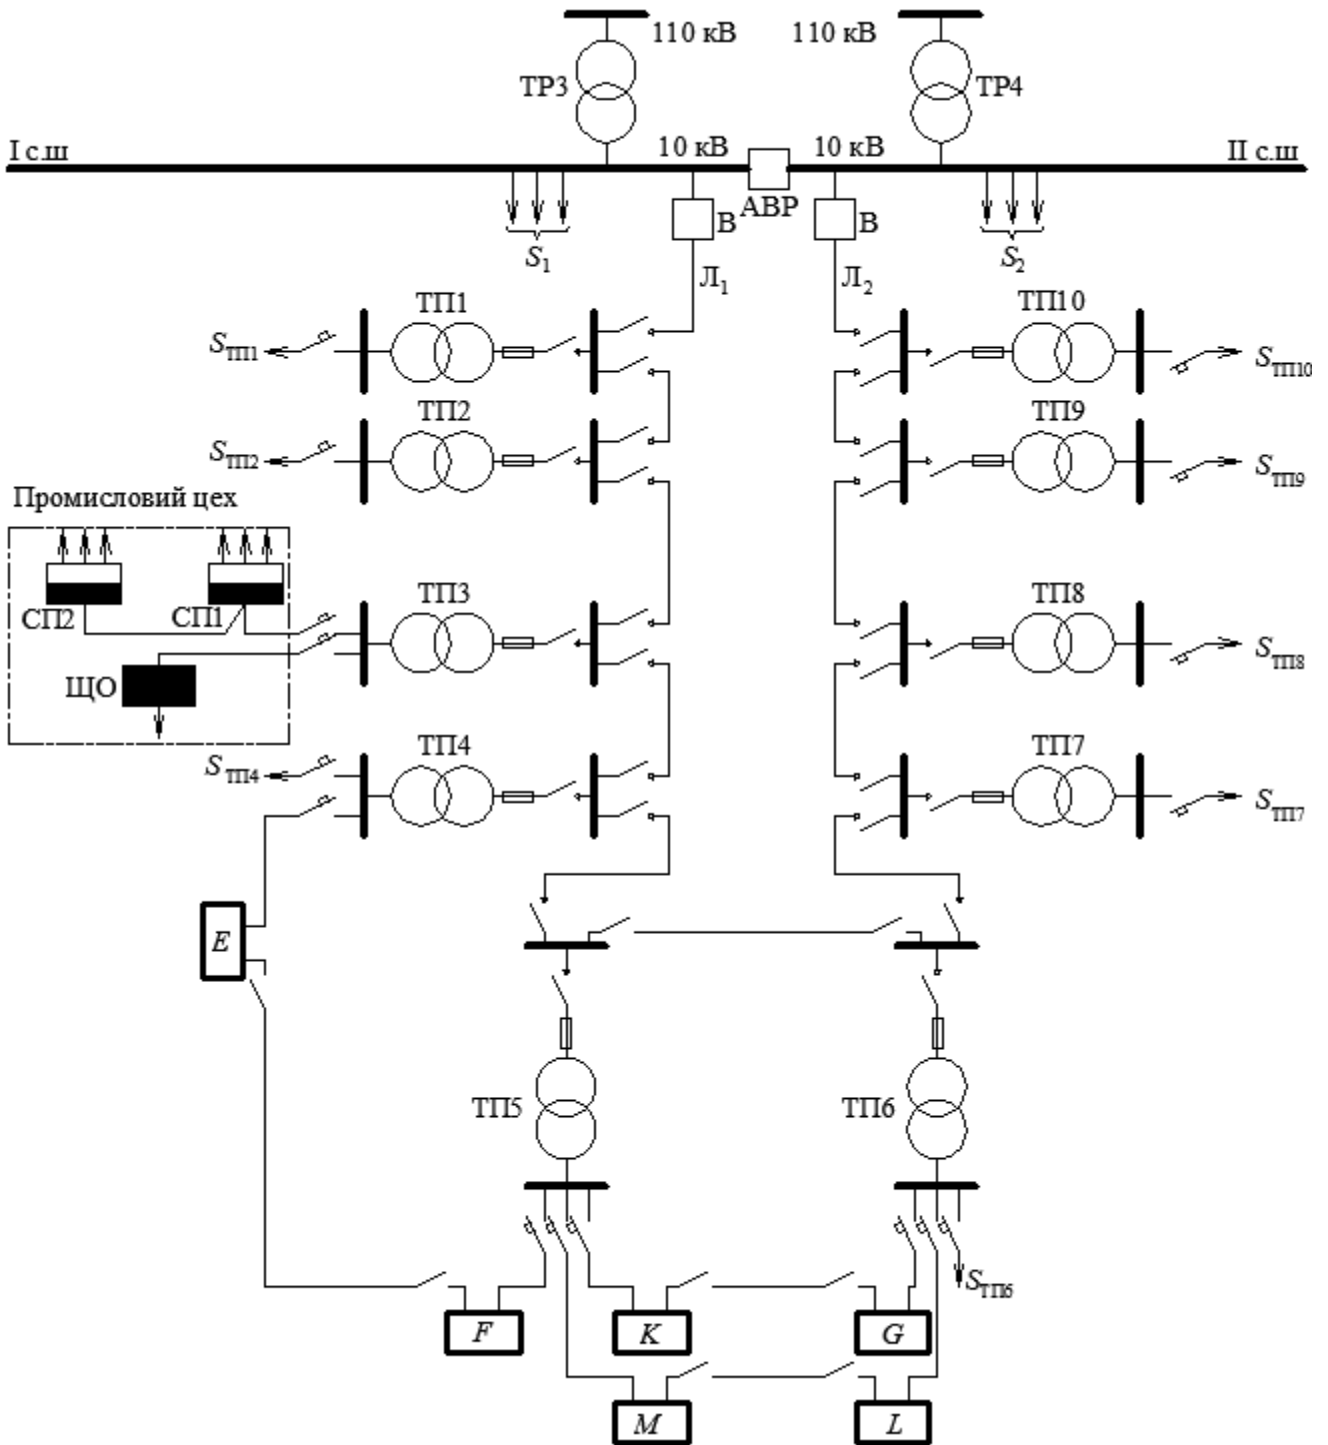 110 кВ 110 кВ
ТР3 ТР4
І с.ш 10 кВ 10 кВ ІІ с.ш
В АВР В
S1 S2
Л1 Л2
ТП1 ТП10
SТП1 SТП10
ТП2 ТП9
SТП2 SТП9
Промисловий цех
ТП3 ТП8
СП2 СП1
SТП8
ЩО
ТП4 ТП7
SТП4
SТП7
E
ТП5 ТП6
SТП6
F K G
M L